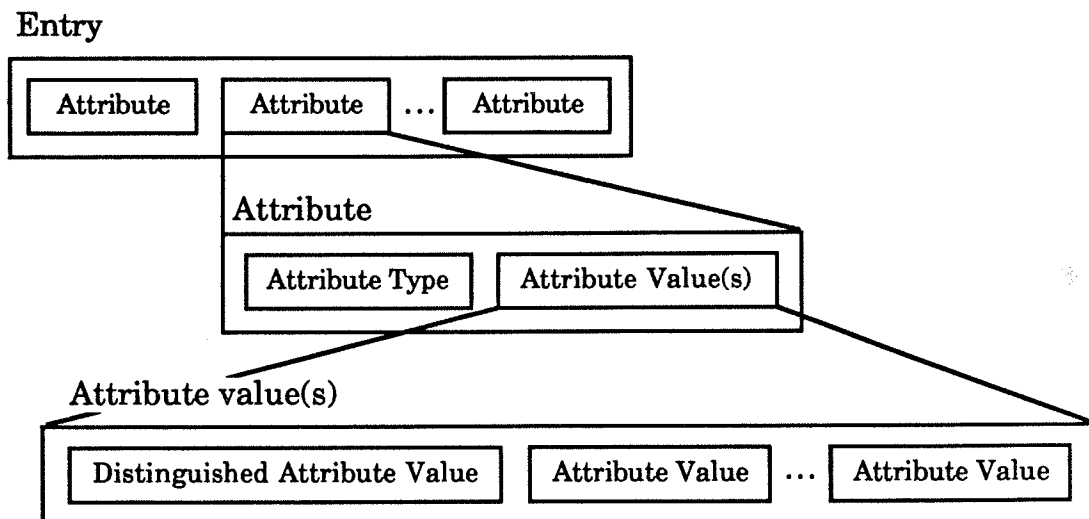 Entry
Attribute Attribute ... Attribute
Attribute
Attribute Type Attribute Value(s)
Attribute value(s)
Distinguished Attribute Value Attribute Value ... Attribute Value